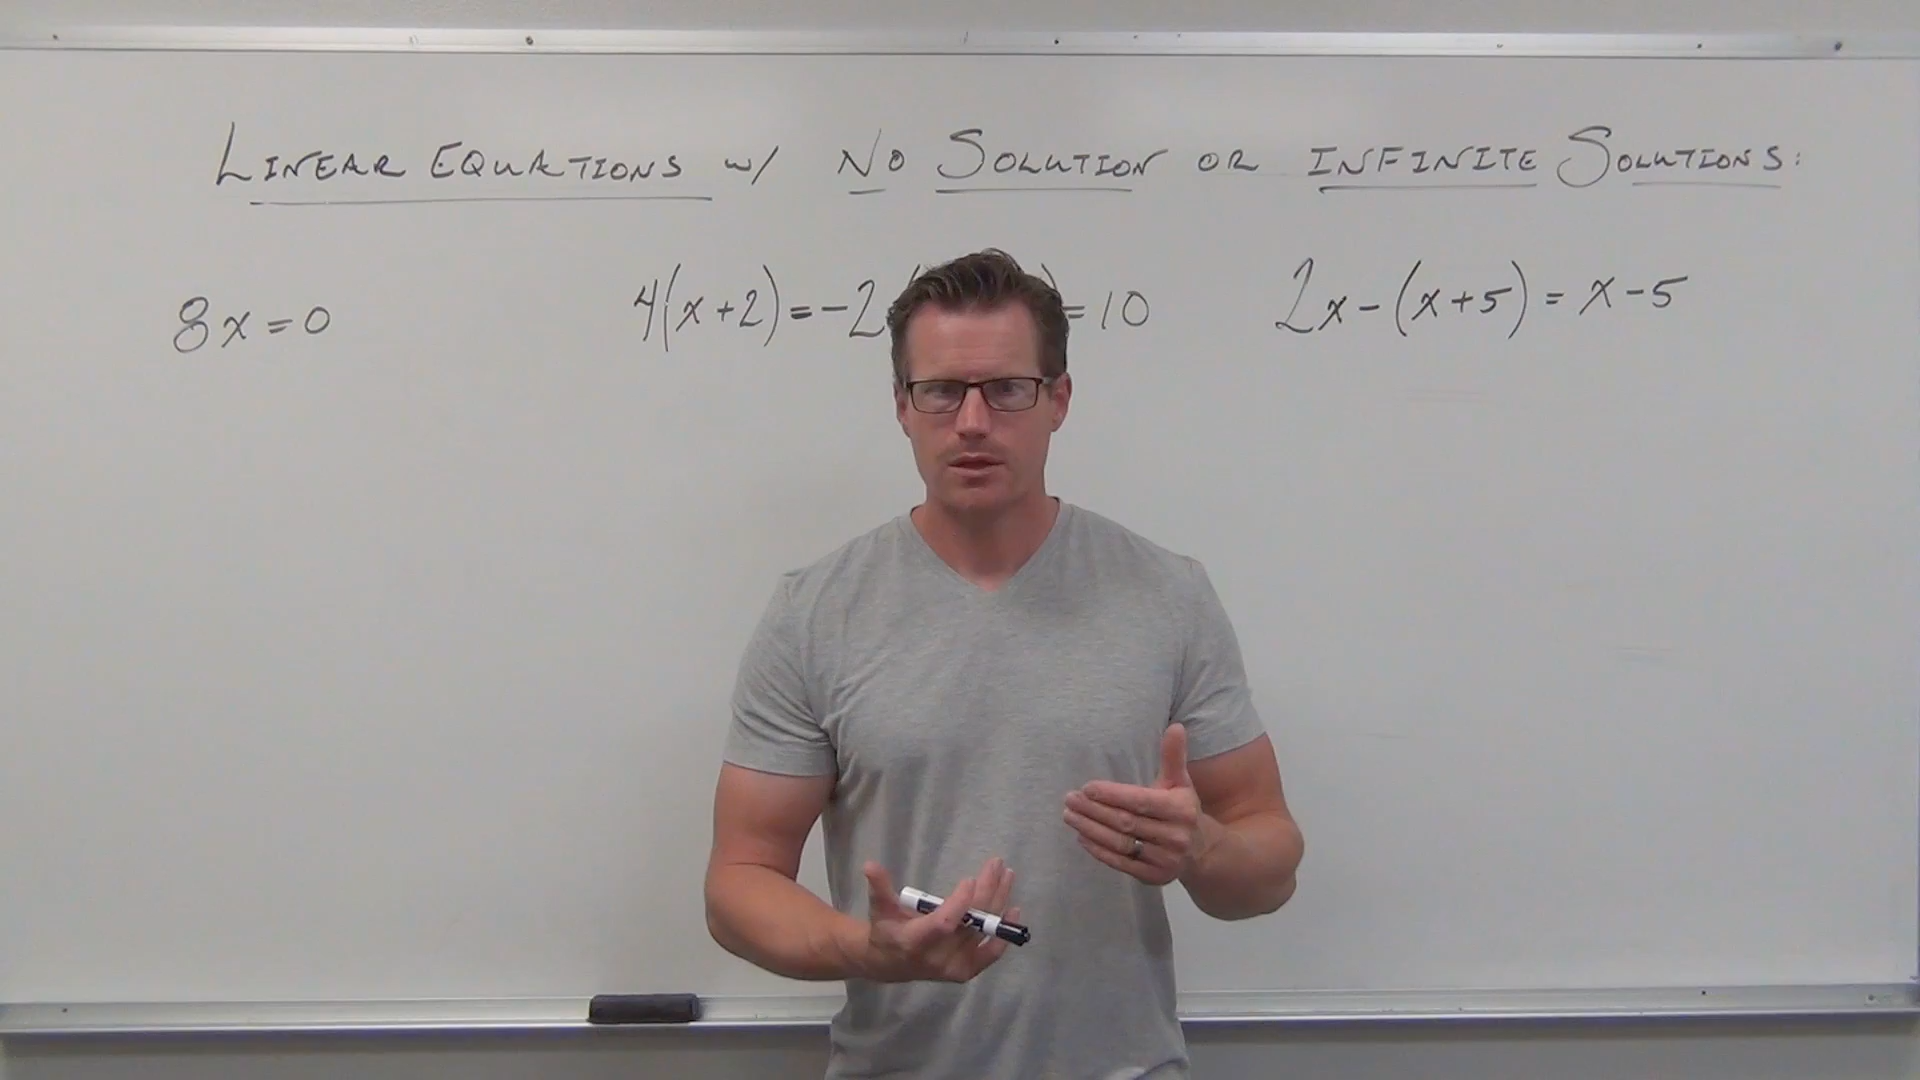 LINEAR EQUATIONS w/ NO SOLUTION OR INFINITE SOLUTIONS:
8x=0
4(x+2)=-2( )=10
2x-(x+5)=x-5